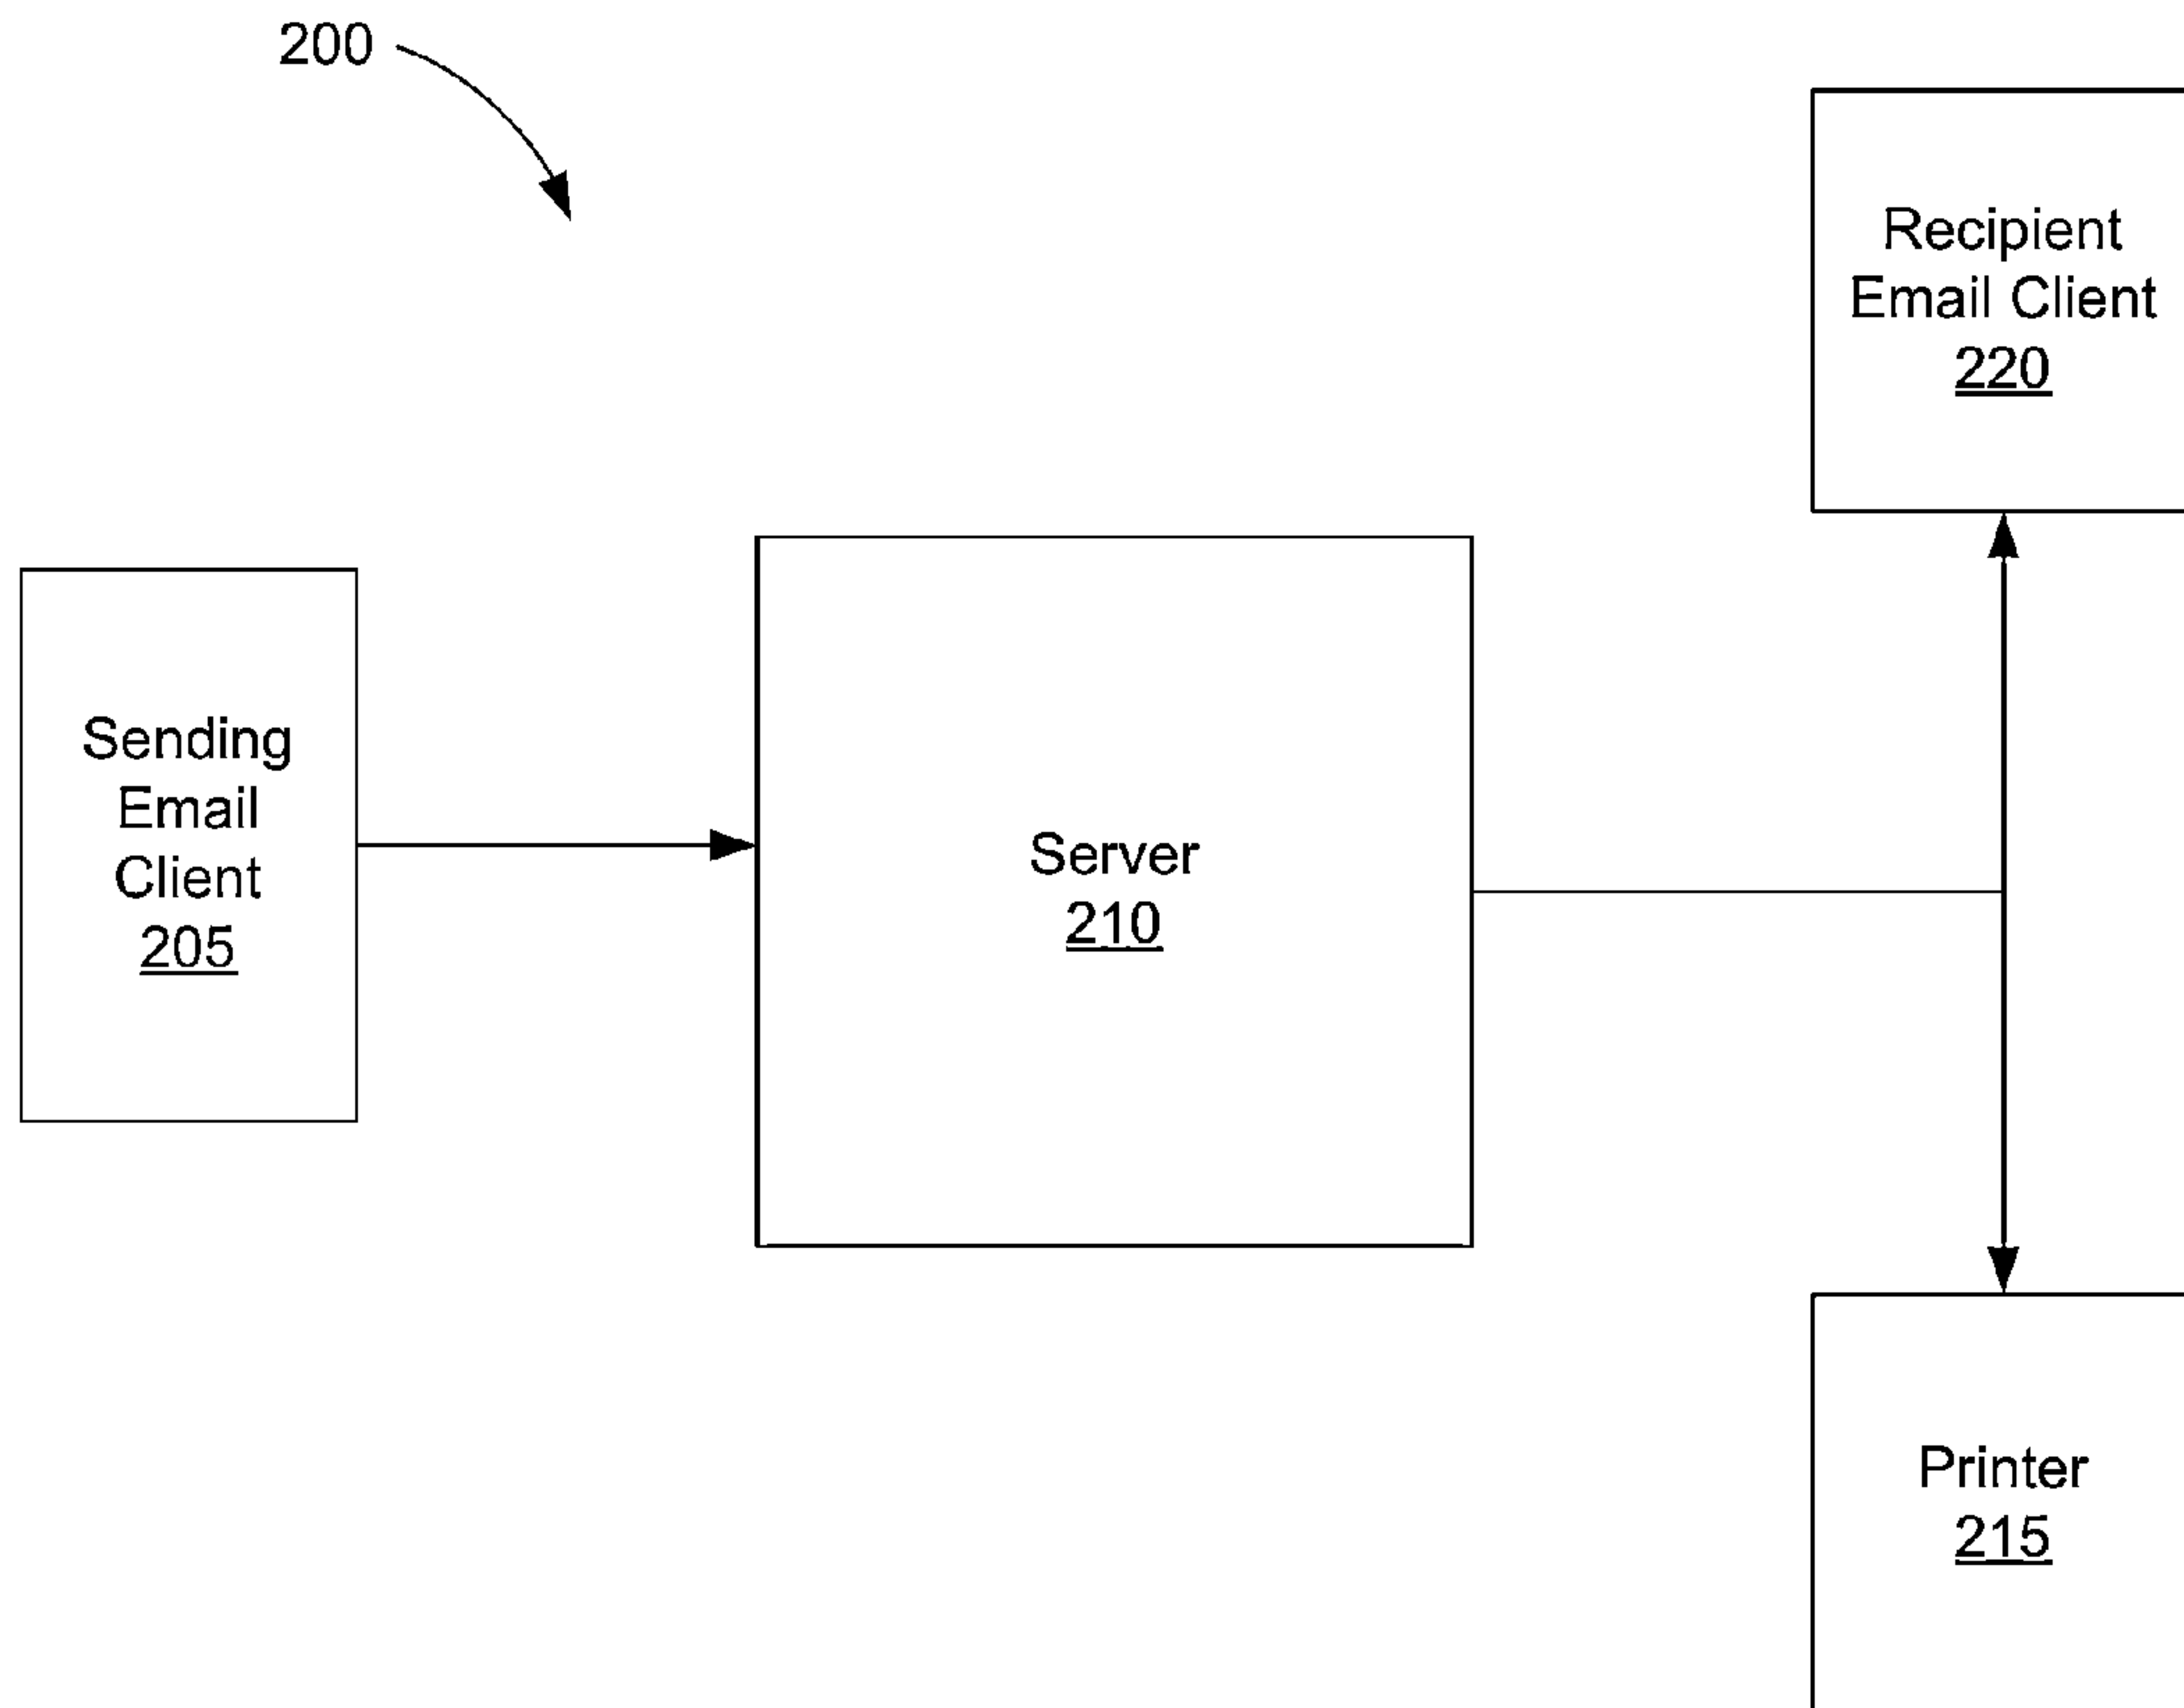 200
Recipient
Email Client
220
Sending
Email
Client
205
Server
210
Printer
215